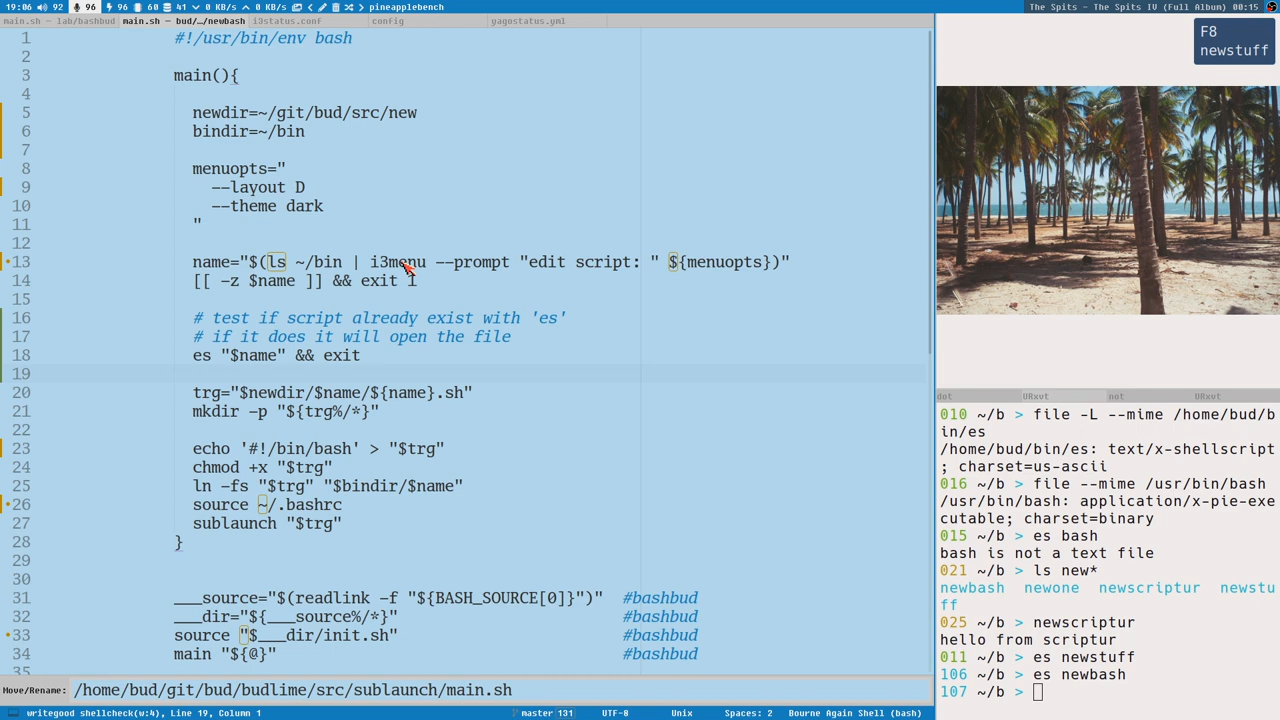 19:06 92 96 96 60 41 0 KB/s 0 KB/s pineapplebench
The Spits - The Spits IV (Full Album) 00:15
main.sh — lab/bashbud main.sh — bud/…/newbash i3status.conf config yagostatus.yml
F8
newstuff
1 #!/usr/bin/env bash
2
3 main(){
4
5 newdir=~/git/bud/src/new
6 bindir=~/bin
7
8 menuopts="
9 --layout D
10 --theme dark
11 "
12
13 name="$(ls ~/bin | i3menu --prompt "edit script: " ${menuopts})"
14 [[ -z $name ]] && exit 1
15
16 # test if script already exist with 'es'
17 # if it does it will open the file
18 es "$name" && exit
19
20 trg="$newdir/$name/${name}.sh"
21 mkdir -p "${trg%/*}"
22
23 echo '#!/bin/bash' > "$trg"
24 chmod +x "$trg"
25 ln -fs "$trg" "$bindir/$name"
26 source ~/.bashrc
27 sublaunch "$trg"
28 }
29
30
31 ___source="$(readlink -f "${BASH_SOURCE[0]}")" #bashbud
32 ___dir="${___source%/*}" #bashbud
33 source "$___dir/init.sh" #bashbud
34 main "${@}" #bashbud
35
Move/Rename: /home/bud/git/bud/budlime/src/sublaunch/main.sh
writegood shellcheck(w:4), Line 19, Column 1 master 131 UTF-8 Unix Spaces: 2 Bourne Again Shell (bash)
dot URxvt not URxvt
010 ~/b > file -L --mime /home/bud/b
in/es
/home/bud/bin/es: text/x-shellscript
; charset=us-ascii
016 ~/b > file --mime /usr/bin/bash
/usr/bin/bash: application/x-pie-exe
cutable; charset=binary
015 ~/b > es bash
bash is not a text file
021 ~/b > ls new*
newbash newone newscriptur newstu
ff
025 ~/b > newscriptur
hello from scriptur
011 ~/b > es newstuff
106 ~/b > es newbash
107 ~/b >